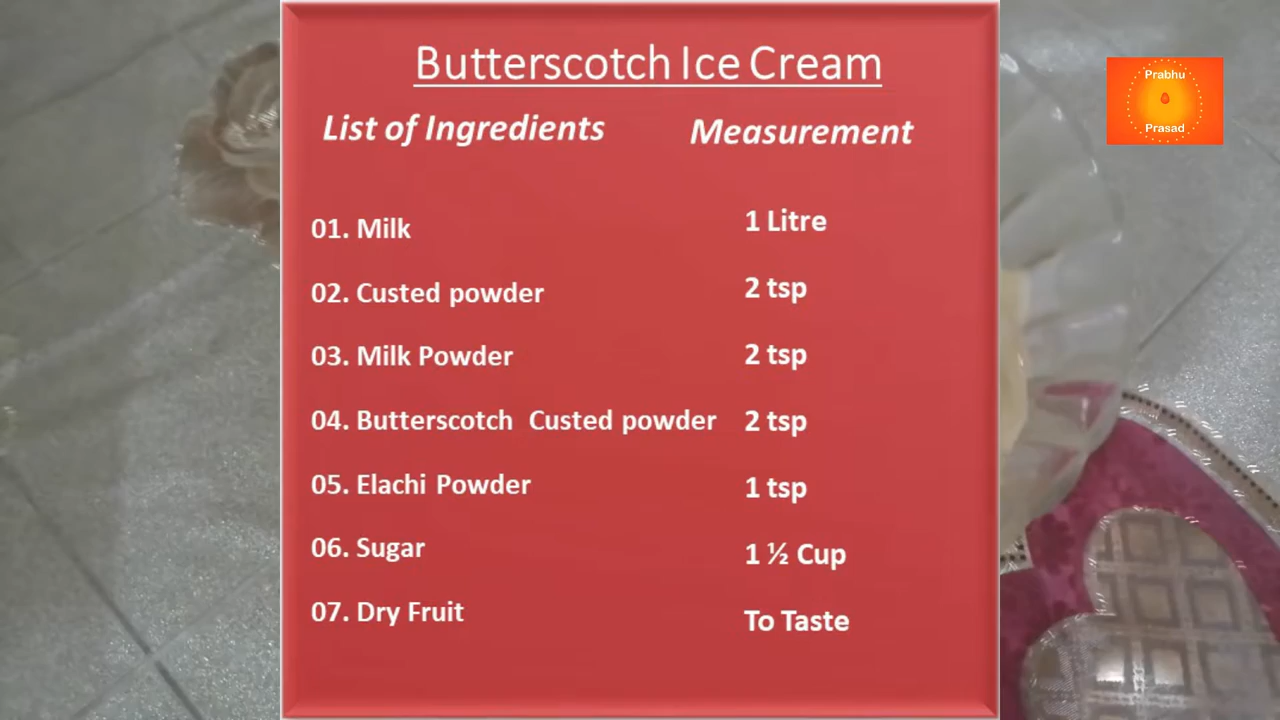 Butterscotch Ice Cream
List of Ingredients Measurement
01. Milk 1 Litre
02. Custed powder 2 tsp
03. Milk Powder 2 tsp
04. Butterscotch Custed powder 2 tsp
05. Elachi Powder 1 tsp
06. Sugar 1 ½ Cup
07. Dry Fruit To Taste
Prabhu
Prasad